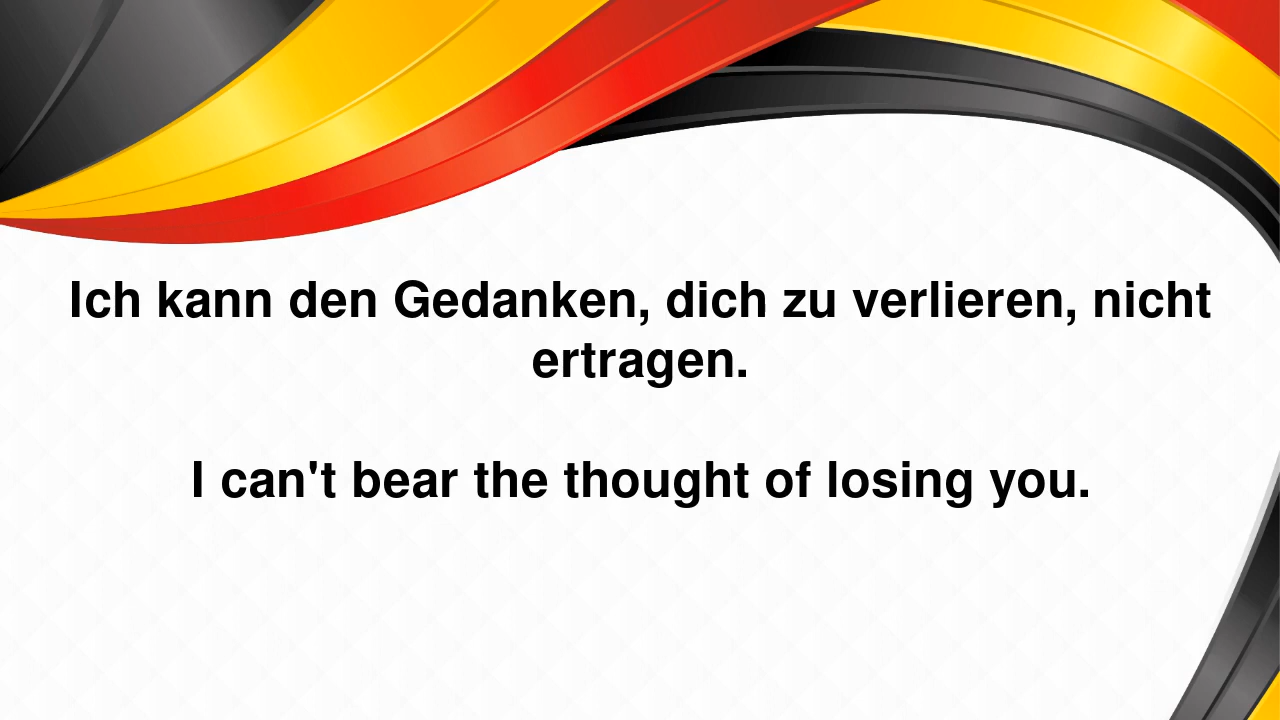 Ich kann den Gedanken, dich zu verlieren, nicht
ertragen.
I can't bear the thought of losing you.